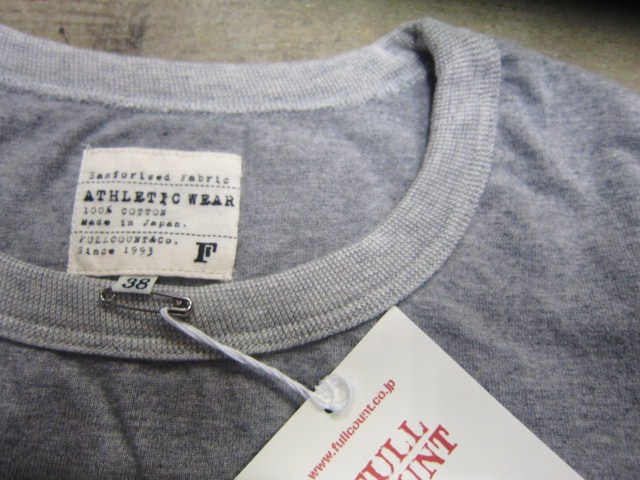 Sanforized Fabric
ATHLETIC WEAR
100% COTTON
Made in Japan.
FULLCOUNT&Co.
Since 1993
F
38
www.fullcount.co.jp
FULL
COUNT